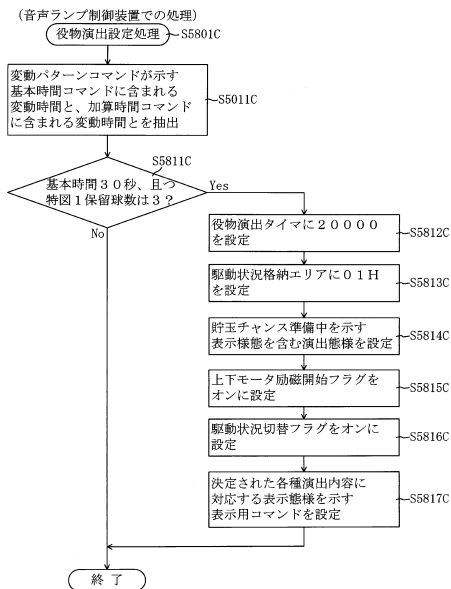 (音声ランプ制御装置での処理)
役物演出設定処理
S5801C
変動パターンコマンドが示す
基本時間コマンドに含まれる
変動時間と、加算時間コマンド
に含まれる変動時間とを抽出
S5011C
S5811C
基本時間30秒、且つ
特図1保留球数は3?
Yes
No
役物演出タイマに20000
を設定
S5812C
駆動状況格納エリアに01H
を設定
S5813C
貯玉チャンス準備中を示す
表示様態を含む演出態様を設定
S5814C
上下モータ励磁開始フラグを
オンに設定
S5815C
駆動状況切替フラグをオンに
設定
S5816C
決定された各種演出内容に
対応する表示態様を示す
表示用コマンドを設定
S5817C
終了